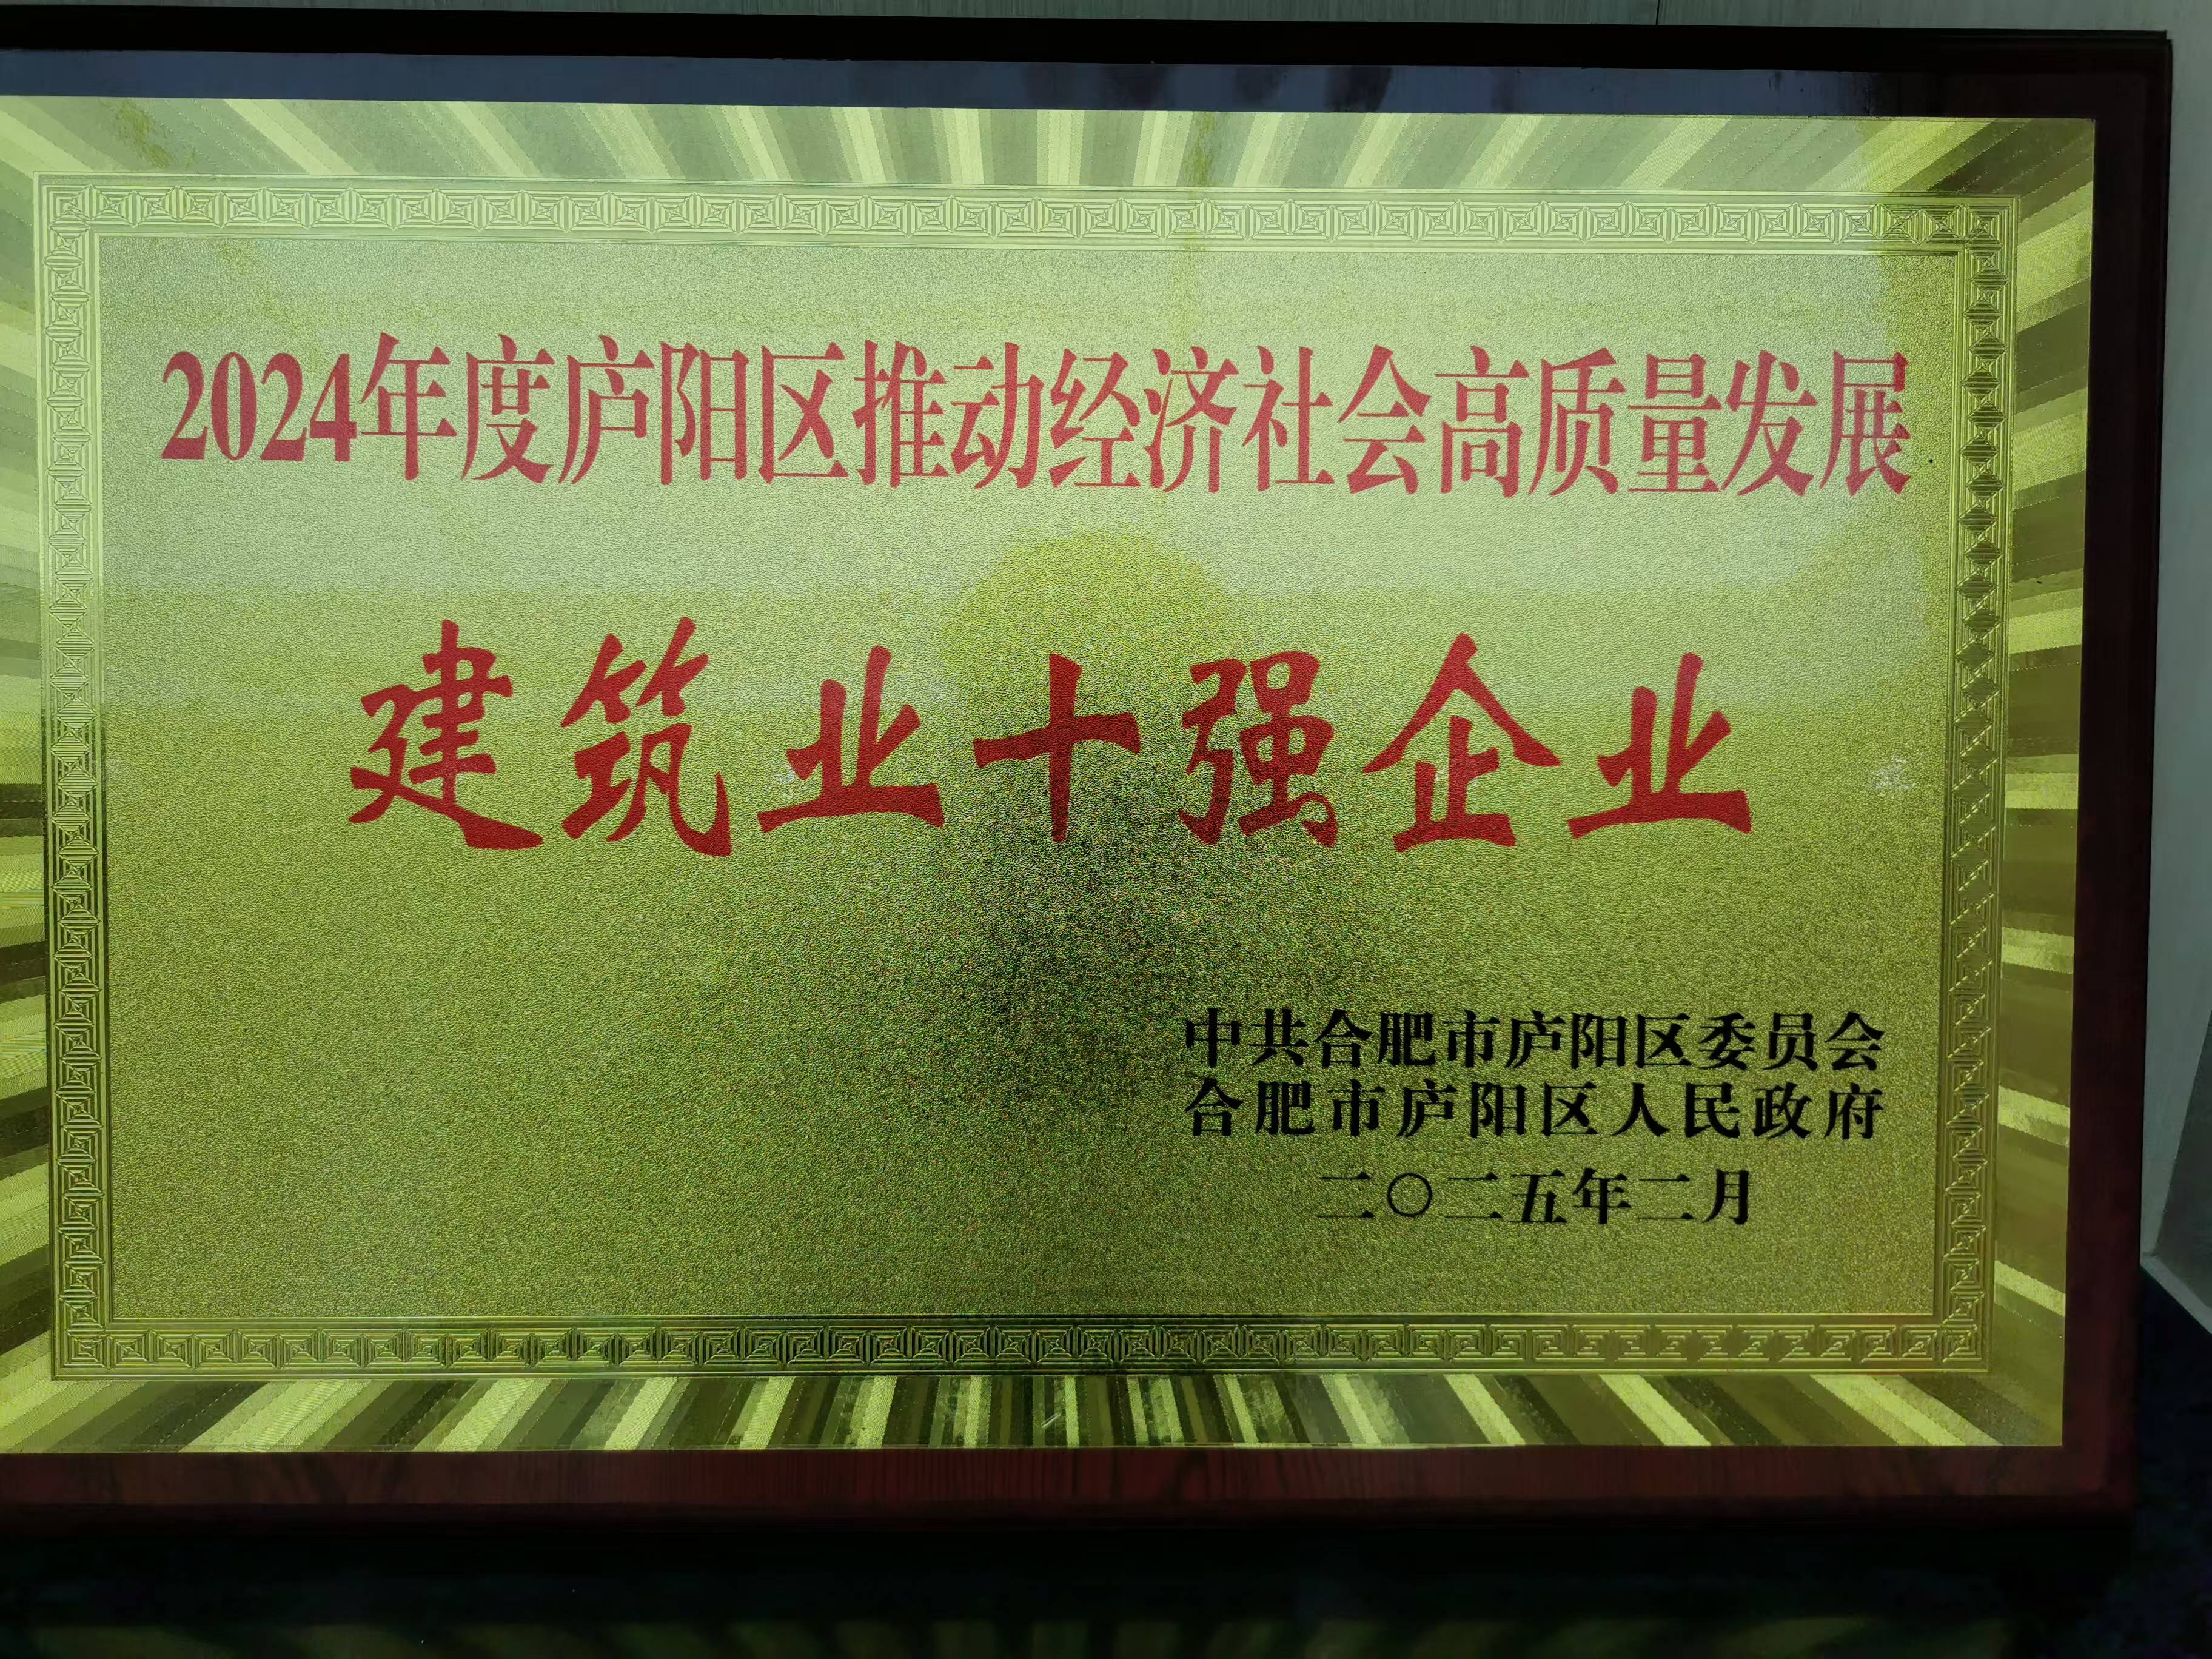 2024年度庐阳区推动经济社会高质量发展
建筑业十强企业
中共合肥市庐阳区委员会
合肥市庐阳区人民政府
二〇二五年二月